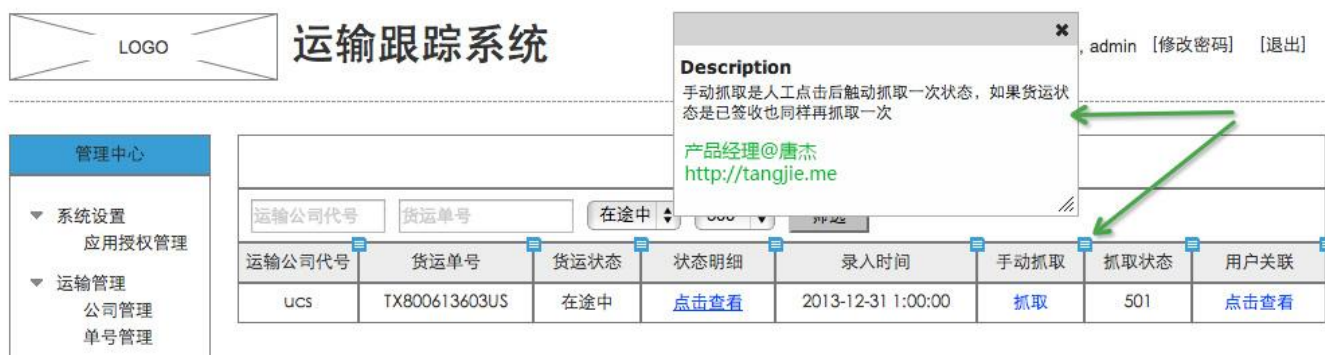 LOGO
运输跟踪系统
, admin [修改密码] [退出]
Description
手动抓取是人工点击后触动抓取一次状态，如果货运状
态是已签收也同样再抓取一次
产品经理@唐杰
http://tangjie.me
管理中心
系统设置
应用授权管理
运输管理
公司管理
单号管理
运输公司代号 货运单号 在途中
运输公司代号 货运单号 货运状态 状态明细 录入时间 手动抓取 抓取状态 用户关联
ucs TX800613603US 在途中 点击查看 2013-12-31 1:00:00 抓取 501 点击查看